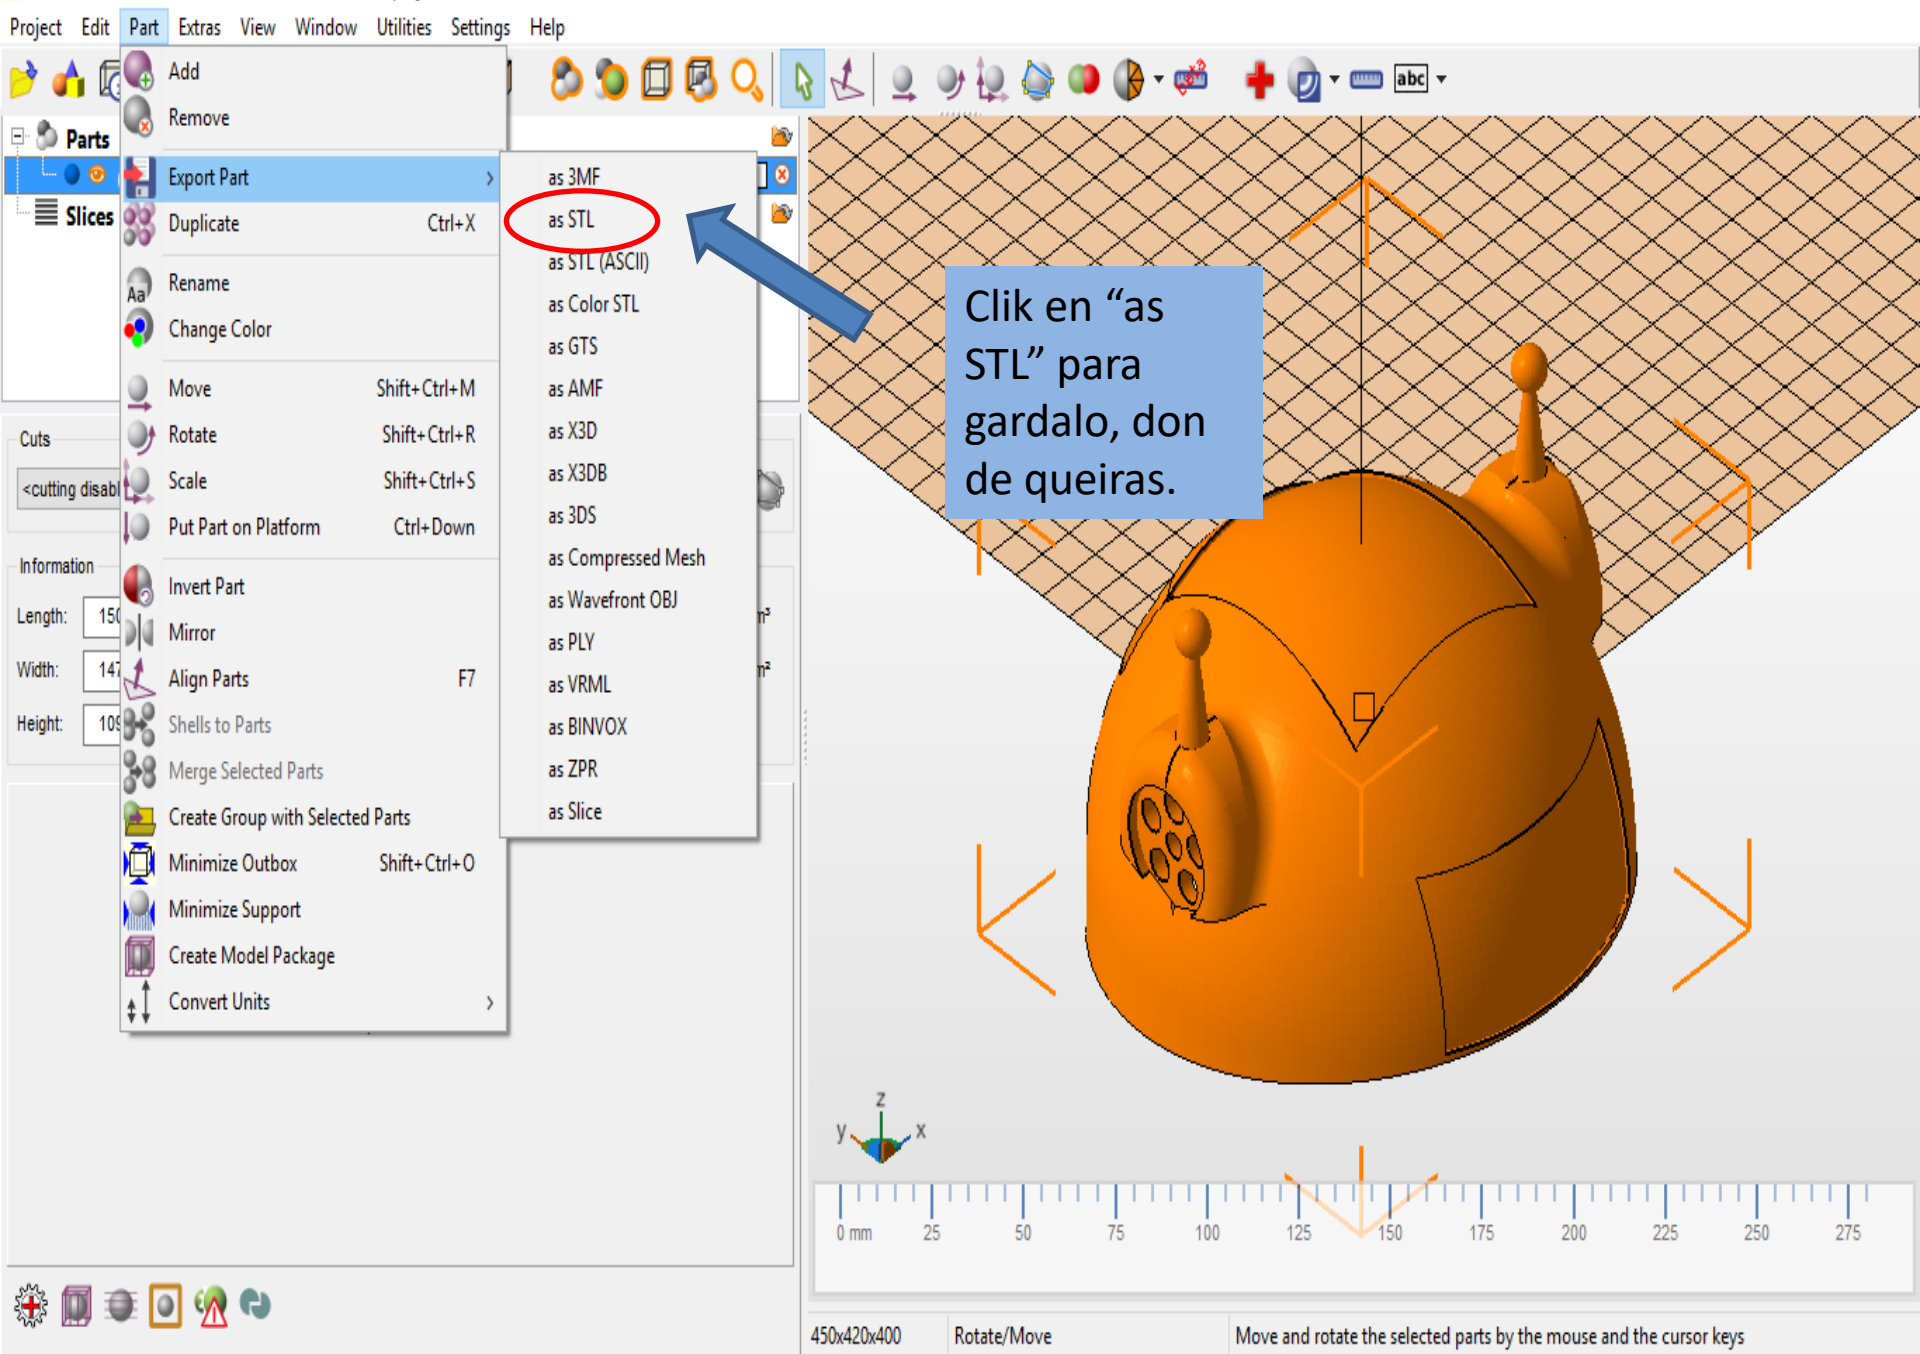 Project Edit Part Extras View Window Utilities Settings Help
abc
Parts
Slices
Add
Remove
Export Part
Duplicate Ctrl+X
Rename
Change Color
Move Shift+Ctrl+M
Rotate Shift+Ctrl+R
Scale Shift+Ctrl+S
Put Part on Platform Ctrl+Down
Invert Part
Mirror
Align Parts F7
Shells to Parts
Merge Selected Parts
Create Group with Selected Parts
Minimize Outbox Shift+Ctrl+O
Minimize Support
Create Model Package
Convert Units
as 3MF
as STL
as STL (ASCII)
as Color STL
as GTS
as AMF
as X3D
as X3DB
as 3DS
as Compressed Mesh
as Wavefront OBJ
as PLY
as VRML
as BINVOX
as ZPR
as Slice
Clik en “as
STL” para
gardalo, don
de queiras.
Cuts
<cutting disabl
Information
Length: 150
Width: 147
Height: 109
z
y x
0 mm 25 50 75 100 125 150 175 200 225 250 275
450x420x400 Rotate/Move Move and rotate the selected parts by the mouse and the cursor keys